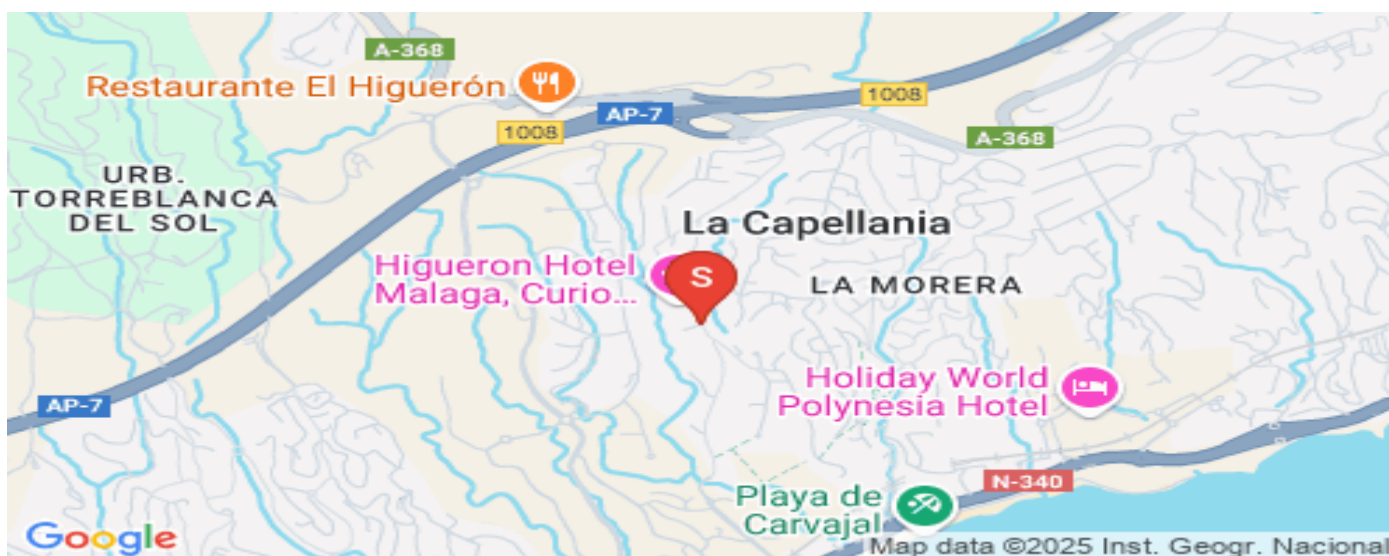 A-368
Restaurante El Higuerón
1008
AP-7
1008
A-368
URB.
TORREBLANCA
DEL SOL
La Capellania
Higueron Hotel
Malaga, Curio...
S
LA MORERA
Holiday World
Polynesia Hotel
AP-7
N-340
Playa de
Carvajal
Google
Map data ©2025 Inst. Geogr. Nacional